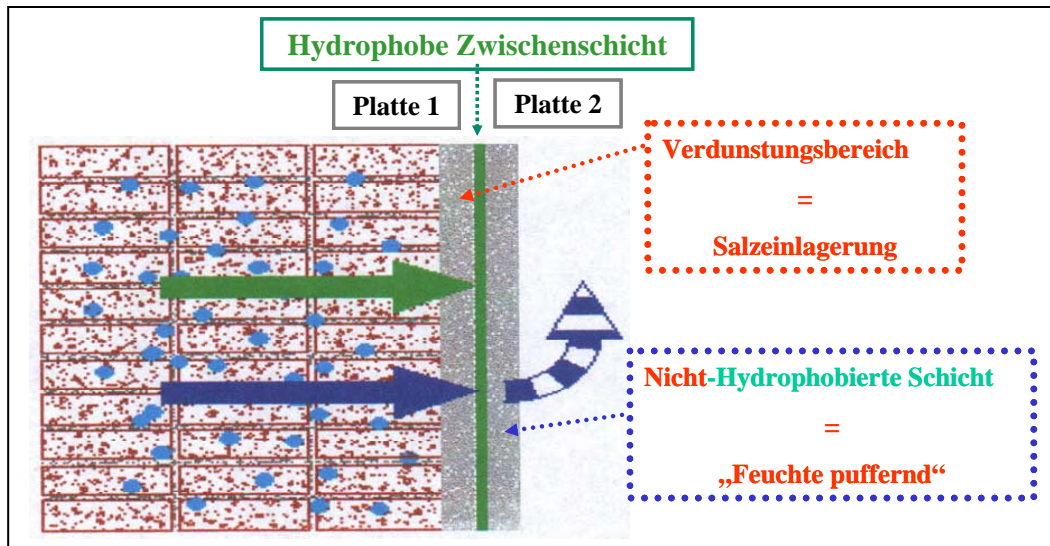 Hydrophobe Zwischenschicht
Platte 1
Platte 2
Verdunstungsbereich
=
Salzeinlagerung
Nicht-Hydrophobierte Schicht
=
„Feuchte puffernd“